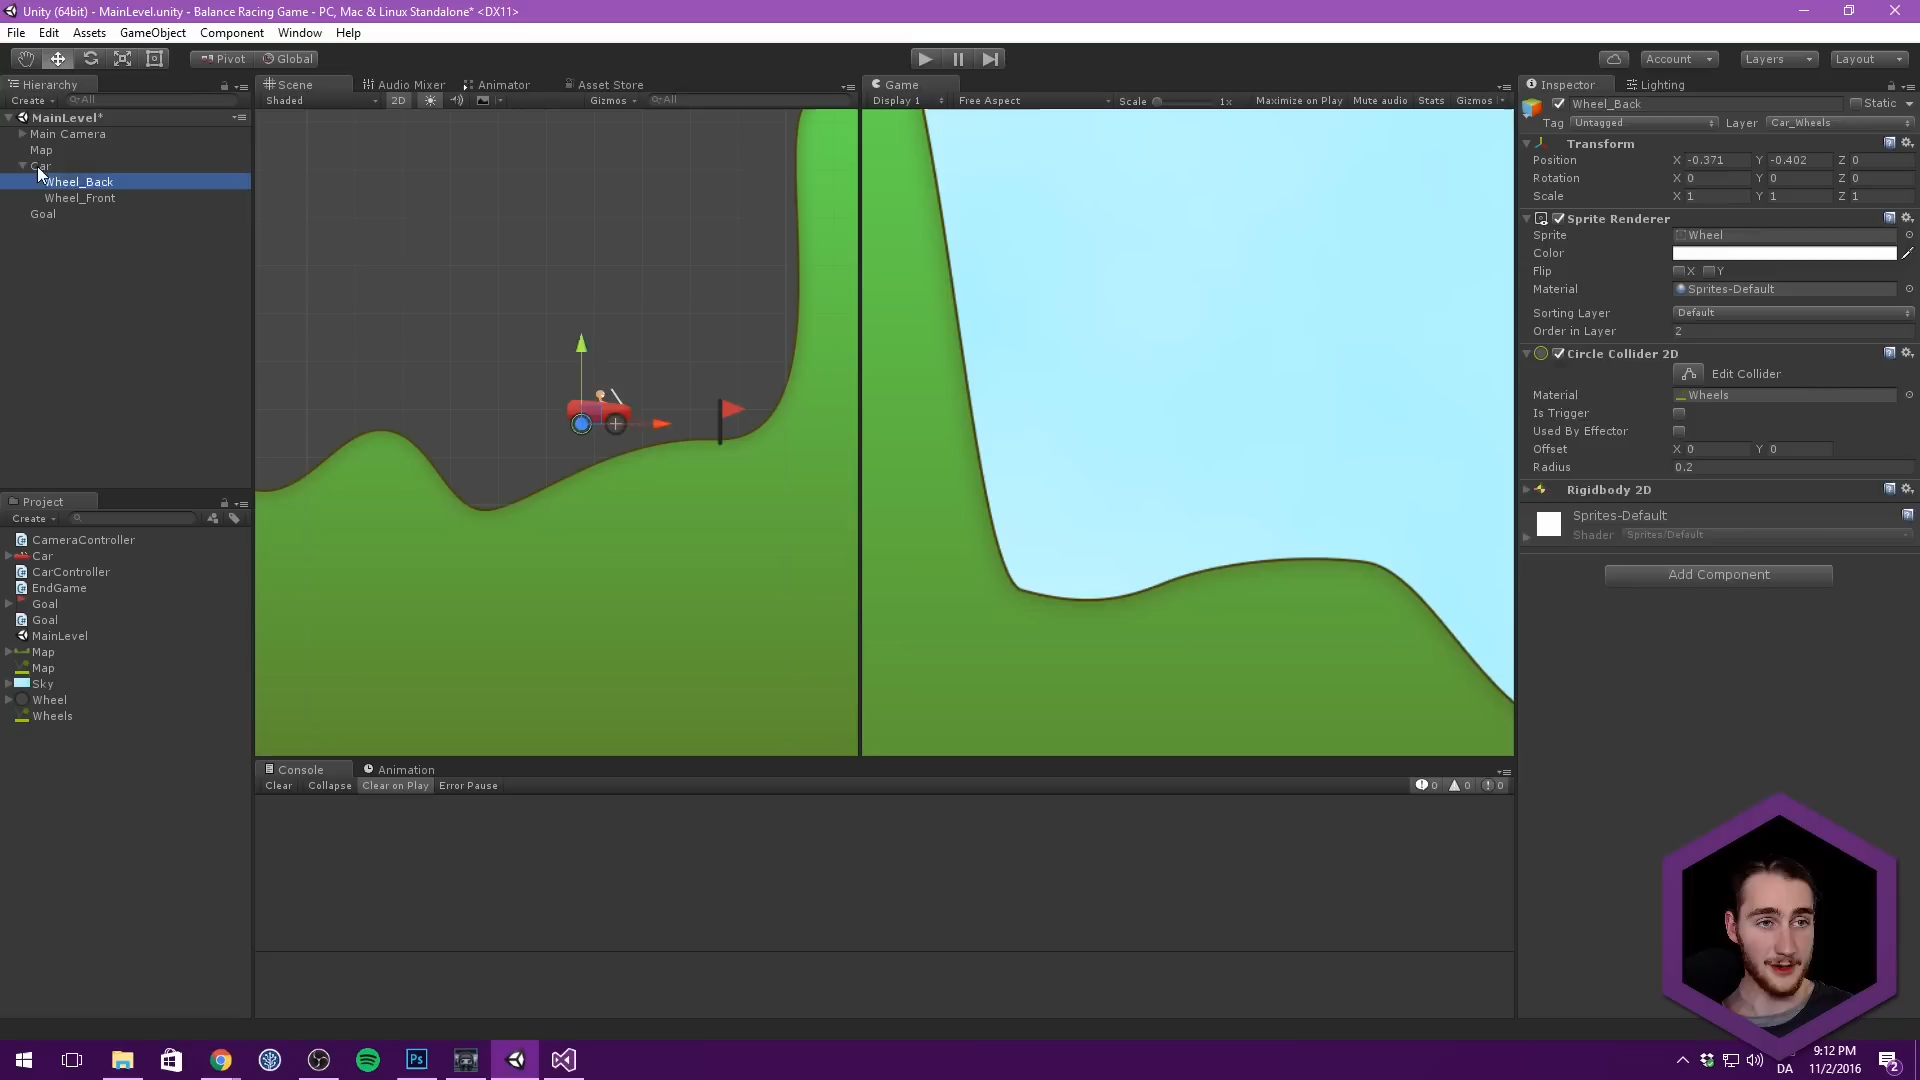 Unity (64bit) - MainLevel.unity - Balance Racing Game - PC, Mac & Linux Standalone* <DX11>
File Edit Assets GameObject Component Window Help
Pivot Global Account Layers Layout
Hierarchy
Create All
MainLevel*
Main Camera
Map
Car
Wheel_Back
Wheel_Front
Goal
Scene Audio Mixer Animator Asset Store
Shaded 2D Gizmos All
Game
Display 1 Free Aspect Scale 1x Maximize on Play Mute audio Stats Gizmos
Inspector Lighting
Wheel_Back Static
Tag Untagged Layer Car_Wheels
Transform
Position X -0.371 Y -0.402 Z 0
Rotation X 0 Y 0 Z 0
Scale X 1 Y 1 Z 1
Sprite Renderer
Sprite Wheel
Color
Flip X Y
Material Sprites-Default
Sorting Layer Default
Order in Layer 2
Circle Collider 2D
Edit Collider
Material Wheels
Is Trigger
Used By Effector
Offset X 0 Y 0
Radius 0.2
Rigidbody 2D
Sprites-Default
Shader Sprites/Default
Add Component
Project
Create
CameraController
Car
CarController
EndGame
Goal
Goal
MainLevel
Map
Map
Sky
Wheel
Wheels
Console Animation
Clear Collapse Clear on Play Error Pause 0 0 0
Ps
9:12 PM
DA 11/2/2016 2